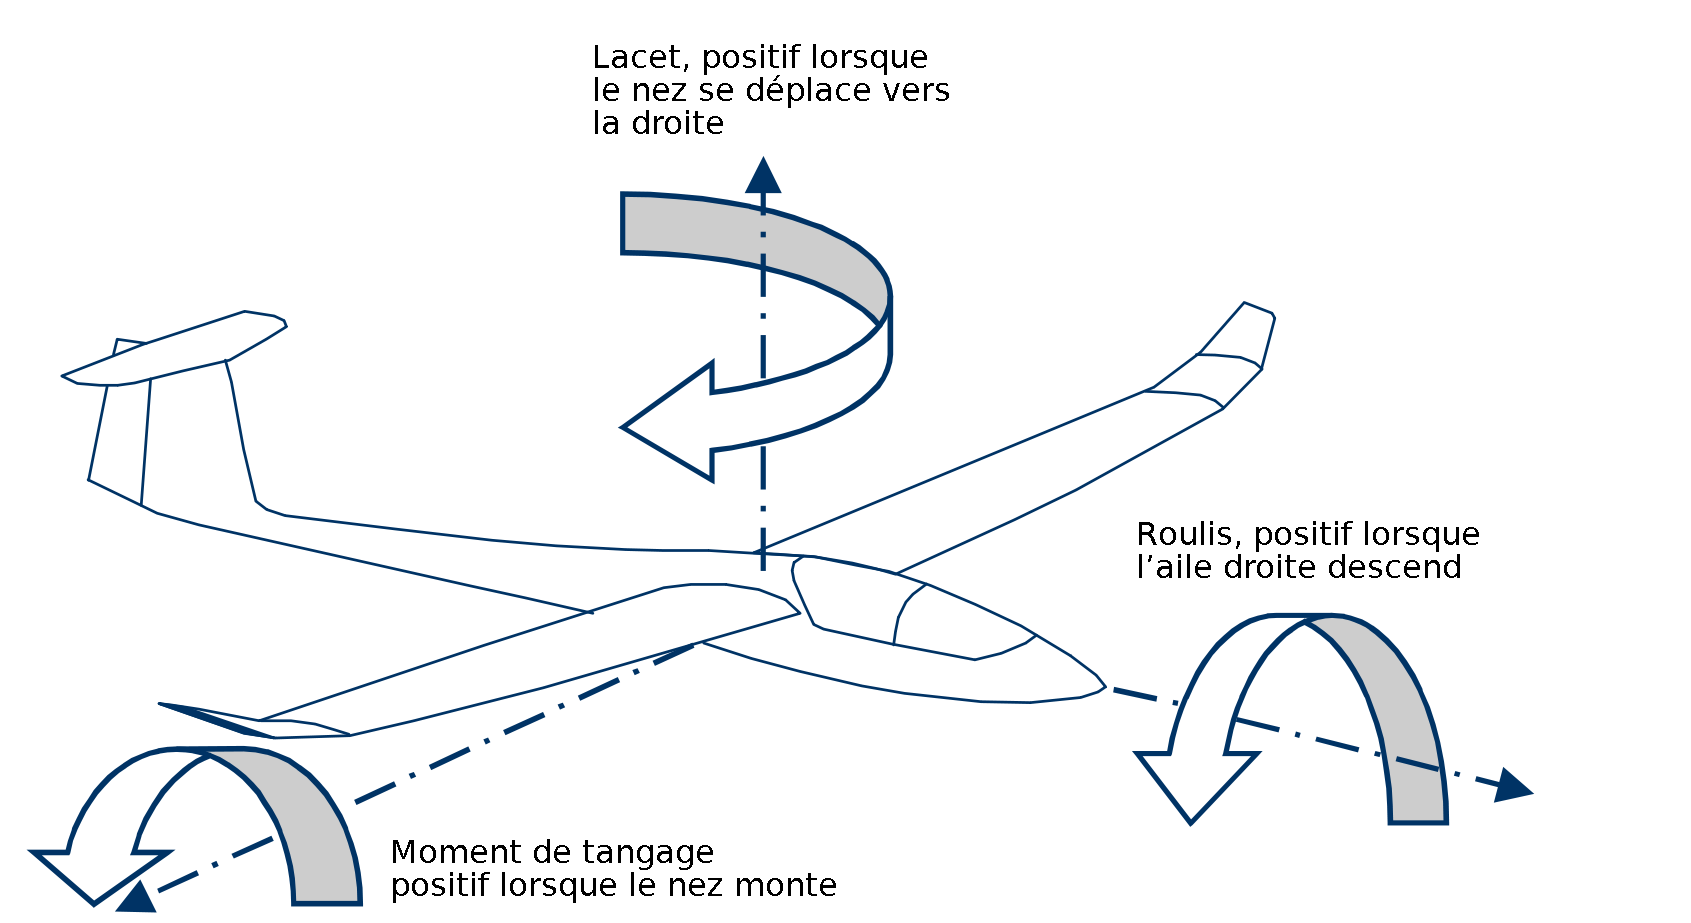 Lacet, positif lorsque
le nez se déplace vers
la droite
Roulis, positif lorsque
l’aile droite descend
Moment de tangage
positif lorsque le nez monte